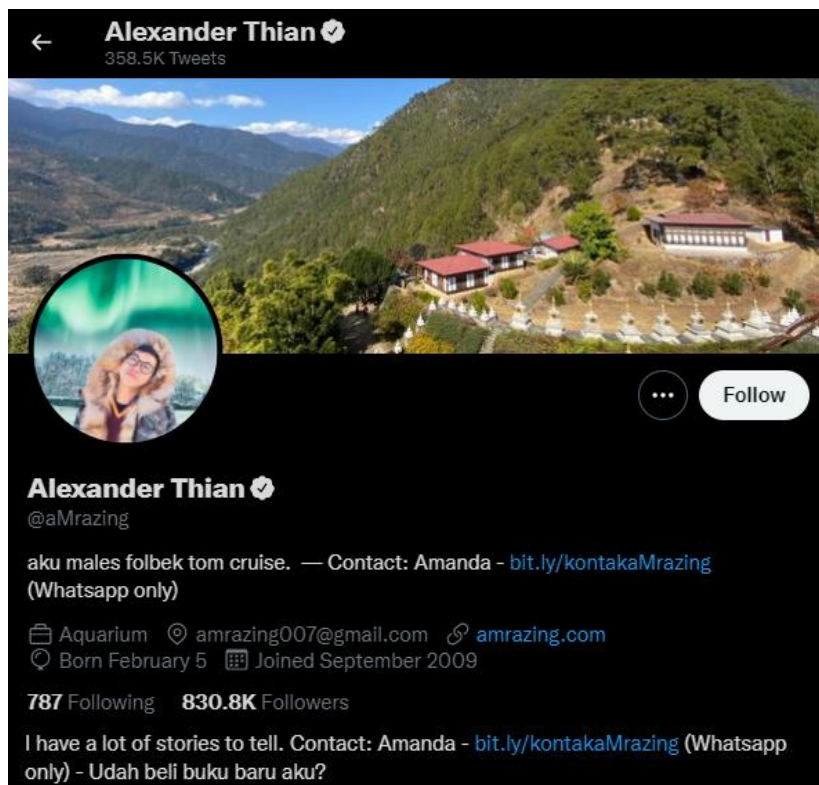 Alexander Thian
358.5K Tweets
Follow
Alexander Thian
@aMrazing
aku males folbek tom cruise. — Contact: Amanda - bit.ly/kontakaMrazing
(Whatsapp only)
Aquarium amrazing007@gmail.com amrazing.com
Born February 5 Joined September 2009
787 Following 830.8K Followers
I have a lot of stories to tell. Contact: Amanda - bit.ly/kontakaMrazing (Whatsapp
only) - Udah beli buku baru aku?